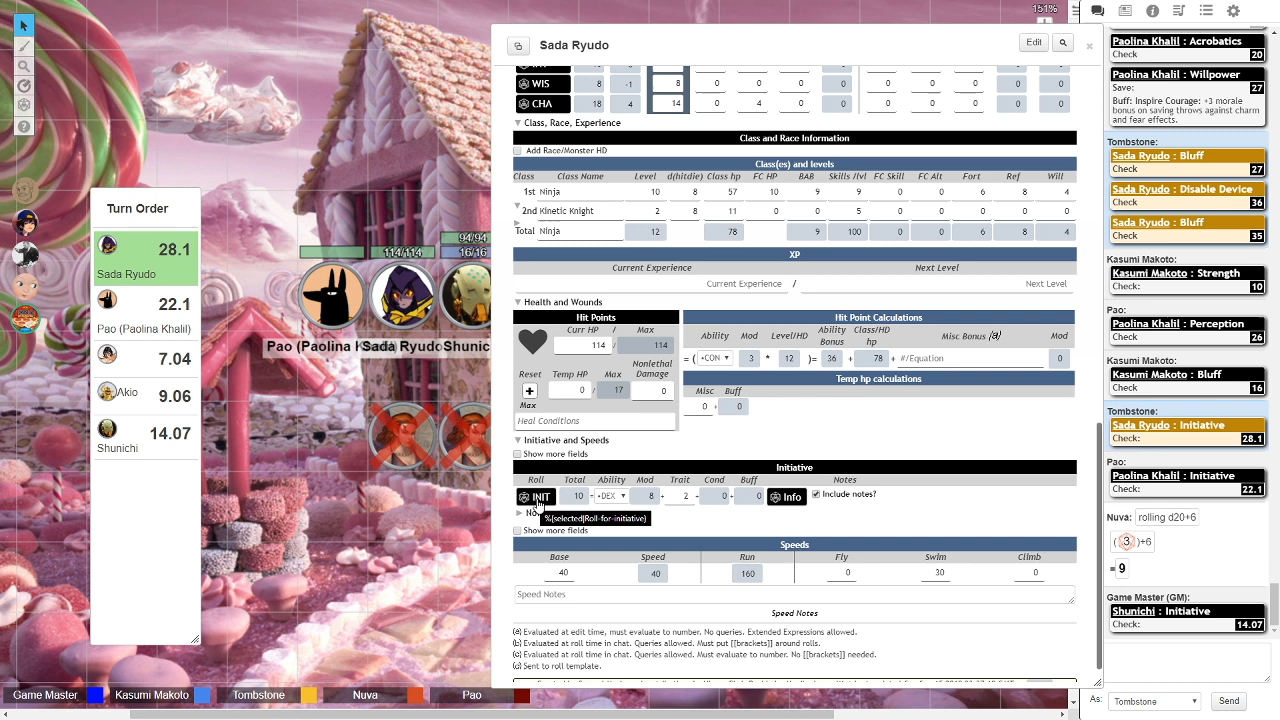 151%
Turn Order
28.1
Sada Ryudo
22.1
Pao (Paolina Khalil)
7.04
Akio 9.06
14.07
Shunichi
114/114
94/94
16/16
Game Master
Kasumi Makoto
Tombstone
Nuva
Pao
Sada Ryudo
Edit
WIS 8 -1 8 0 0 0 0 0 0 0 0 0
CHA 18 4 14 0 4 0 0 0 0 0 0 0
Class, Race, Experience
Class and Race Information
Add Race/Monster HD
Class(es) and levels
Class Class Name Level d(hitdie) Class hp FC HP BAB Skills /lvl FC Skill FC Alt Fort Ref Will
1st Ninja 10 8 57 10 9 9 0 0 6 8 4
2nd Kinetic Knight 2 8 11 0 0 5 0 0 0 0 0
Total Ninja 12 78 9 100 0 0 6 8 4
XP
Current Experience Next Level
Current Experience / Next Level
Health and Wounds
Hit Points
Curr HP / Max
114 114
Reset Temp HP Max Nonlethal Damage
+ 0 / 17 0
Max
Heal Conditions
Hit Point Calculations
Ability Mod Level/HD Ability Bonus Class/HD hp Misc Bonus (a) Mod
= ( +CON 3 * 12 )= 36 + 78 + #/Equation 0
Temp hp calculations
Misc Buff
0 + 0
Initiative and Speeds
Show more fields
Initiative
Roll Total Ability Mod Trait Cond Buff Notes
INIT 10 = +DEX 8 + 2 + 0 + 0 Info Include notes?
%{selected|Roll-for-initiative}
Show more fields
Speeds
Base Speed Run Fly Swim Climb
40 40 160 0 30 0
Speed Notes
Speed Notes
(a) Evaluated at edit time, must evaluate to number. No queries. Extended Expressions allowed.
(b) Evaluated at roll time in chat. Queries allowed. Must put [[brackets]] around rolls.
(c) Evaluated at roll time in chat. Queries allowed. Must evaluate to number. No [[brackets]] needed.
(d) Sent to roll template.
Paolina Khalil : Acrobatics
Check 20
Paolina Khalil : Willpower
Save: 27
Buff: Inspire Courage: +3 morale
bonus on saving throws against charm
and fear effects.
Tombstone:
Sada Ryudo : Bluff
Check 27
Sada Ryudo : Disable Device
Check 36
Sada Ryudo : Bluff
Check 35
Kasumi Makoto:
Kasumi Makoto : Strength
Check 10
Pao:
Paolina Khalil : Perception
Check 26
Kasumi Makoto:
Kasumi Makoto : Bluff
Check 16
Tombstone:
Sada Ryudo : Initiative
Check: 28.1
Pao:
Paolina Khalil : Initiative
Check: 22.1
Nuva: rolling d20+6
(3)+6
=9
Game Master (GM):
Shunichi : Initiative
Check: 14.07
As: Tombstone Send